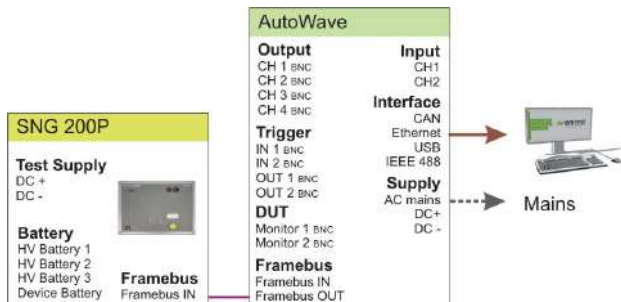 AutoWave
Output
CH 1 BNC
CH 2 BNC
CH 3 BNC
CH 4 BNC
Trigger
IN 1 BNC
IN 2 BNC
OUT 1 BNC
OUT 2 BNC
DUT
Monitor 1 BNC
Monitor 2 BNC
Framebus
Framebus IN
Framebus OUT
Input
CH1
CH2
Interface
CAN
Ethernet
USB
IEEE 488
Supply
AC mains
DC+
DC -
Mains
SNG 200P
Test Supply
DC +
DC -
Battery
HV Battery 1
HV Battery 2
HV Battery 3
Device Battery
Framebus
Framebus IN